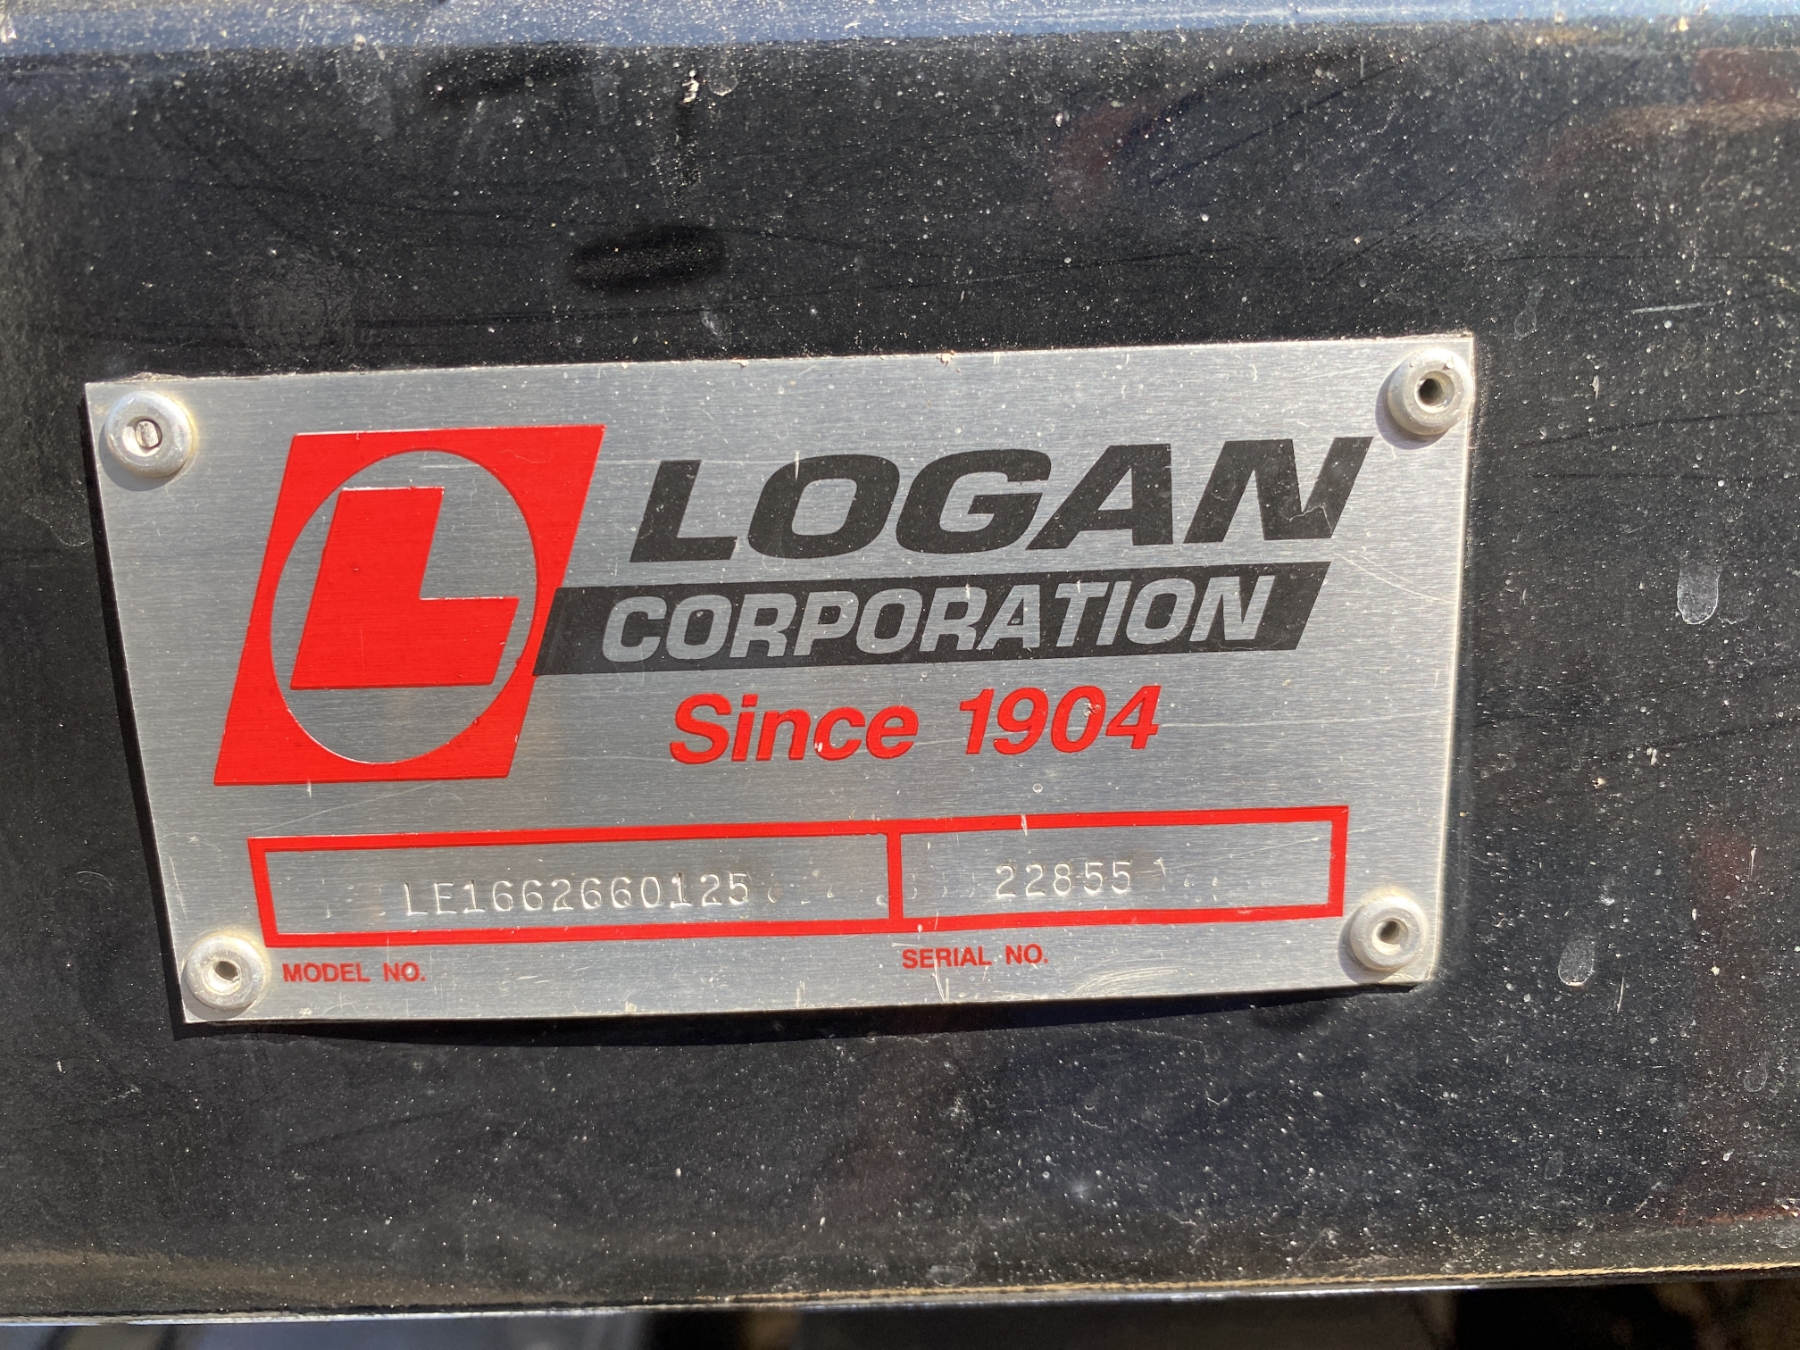 L LOGAN
CORPORATION
Since 1904
LE1662660125 22855
MODEL NO. SERIAL NO.